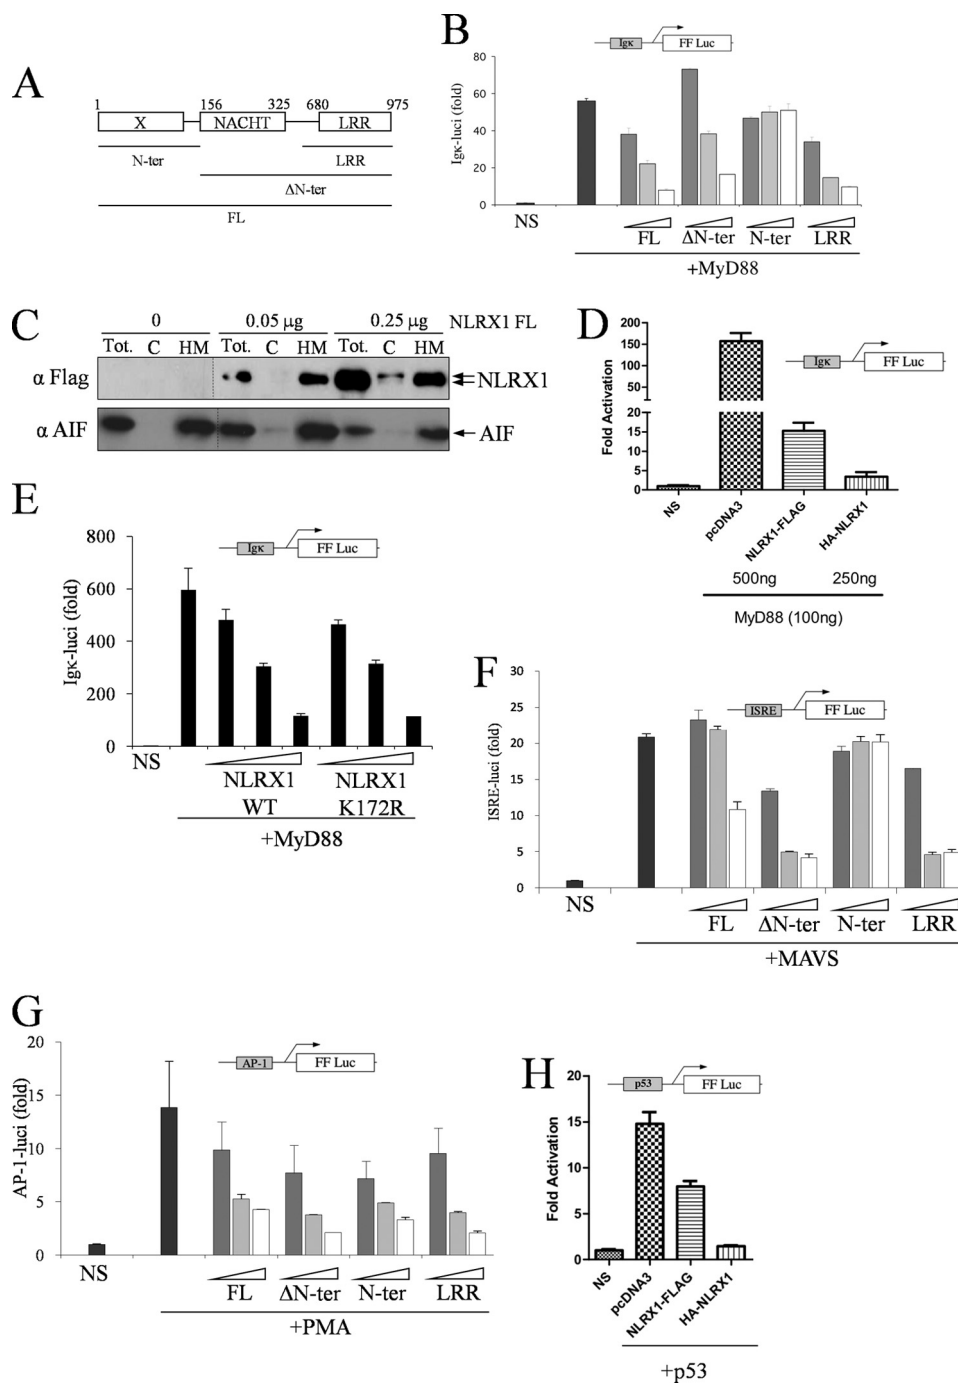 A
1 156 325 680 975
X NACHT LRR
N-ter LRR
ΔN-ter
FL
B
Igκ FF Luc
Igκ-luci (fold)
80
60
40
20
0
NS
FL ΔN-ter N-ter LRR
+MyD88
C
0 0.05 µg 0.25 µg NLRX1 FL
Tot. C HM Tot. C HM Tot. C HM
α Flag NLRX1
α AIF AIF
D
Igκ FF Luc
Fold Activation
200
150
100
50
20
15
10
5
0
NS pcDNA3 NLRX1-FLAG HA-NLRX1
500ng 250ng
MyD88 (100ng)
E
Igκ FF Luc
Igκ-luci (fold)
800
600
400
200
0
NS
NLRX1 NLRX1
WT K172R
+MyD88
F
ISRE FF Luc
ISRE-luci (fold)
30
25
20
15
10
5
0
NS
FL ΔN-ter N-ter LRR
+MAVS
G
AP-1 FF Luc
AP-1-luci (fold)
20
15
10
5
0
NS
FL ΔN-ter N-ter LRR
+PMA
H
p53 FF Luc
Fold Activation
20
15
10
5
0
NS pcDNA3 NLRX1-FLAG HA-NLRX1
+p53